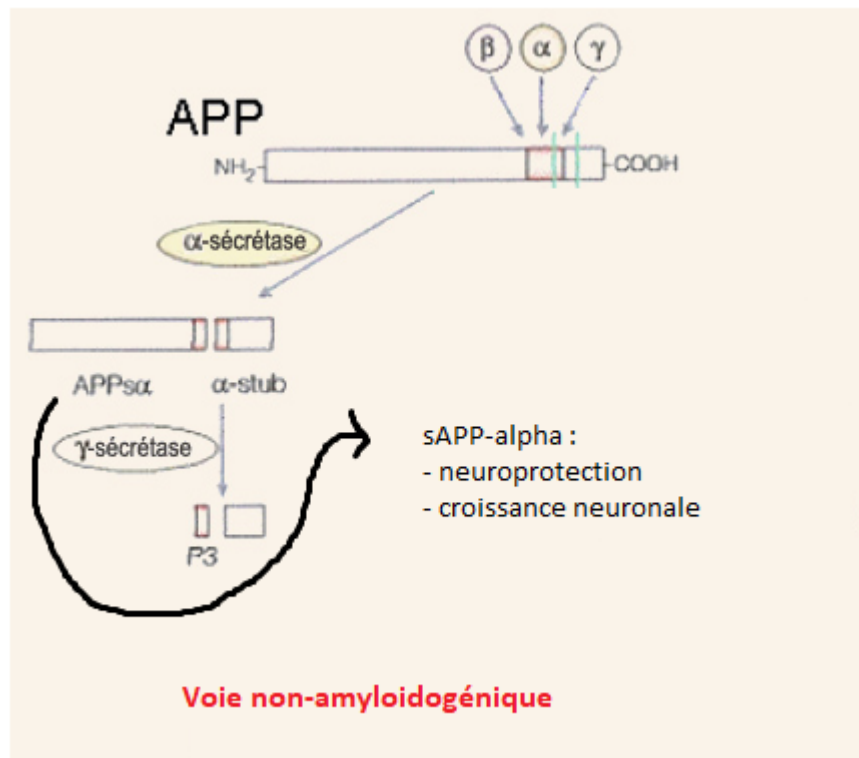 β α γ
APP
NH2 COOH
α-sécrétase
APPsα α-stub
γ-sécrétase
sAPP-alpha :
- neuroprotection
- croissance neuronale
P3
Voie non-amyloidogénique